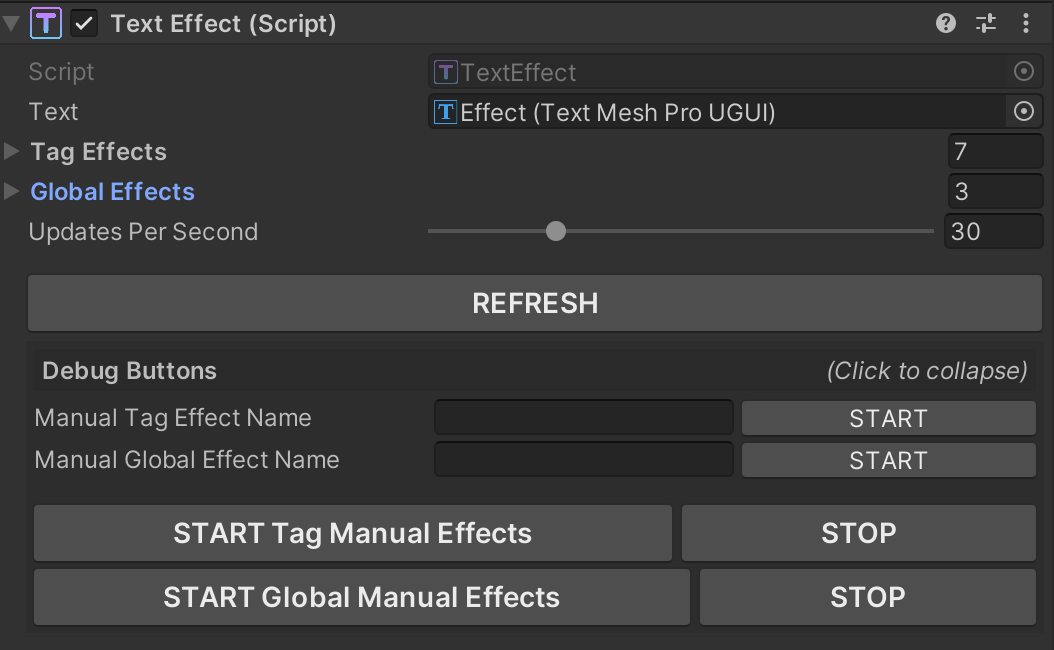 Text Effect (Script)
Script TextEffect
Text Effect (Text Mesh Pro UGUI)
Tag Effects 7
Global Effects 3
Updates Per Second 30
REFRESH
Debug Buttons (Click to collapse)
Manual Tag Effect Name START
Manual Global Effect Name START
START Tag Manual Effects STOP
START Global Manual Effects STOP